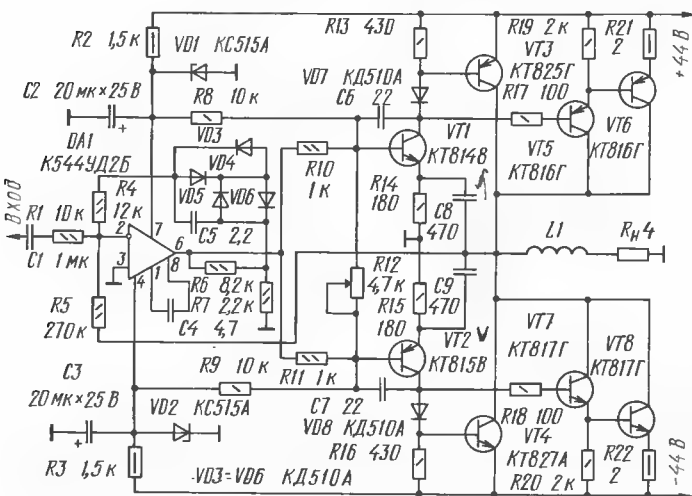 R2 1,5к
VD1 КС515А
R13 430
R19 2к
R21 2
+44В
VT3 КТ825Г
C2 20 мк×25В
+
R8 10к
VD7 КД510А
C6 22
R17 100
VT6 КТ816Г
DA1 К544УД2Б
VD3
VD4
VD5
VD6
VT1 КТ814В
VT5 КТ816Г
R10 1к
Вход
R1 10к
R4 12к
C5 2,2
R14 180
C8 470
C1 1мк
2
3
7
6
8
4
1
L1
Rн 4
R6 8,2к
R7 2,2к
R12 4,7к
R5 270к
C4 4,7
R15 180
C9 470
VT2 КТ815В
VT7 КТ817Г
VT8 КТ817Г
C3 20 мк×25В
+
R9 10к
R11 1к
C7 22
VD2 КС515А
VD8 КД510А
R18 100
VT4 КТ827А
R22 2
R3 1,5к
VD3=VD6 КД510А
R16 430
R20 2к
-44В